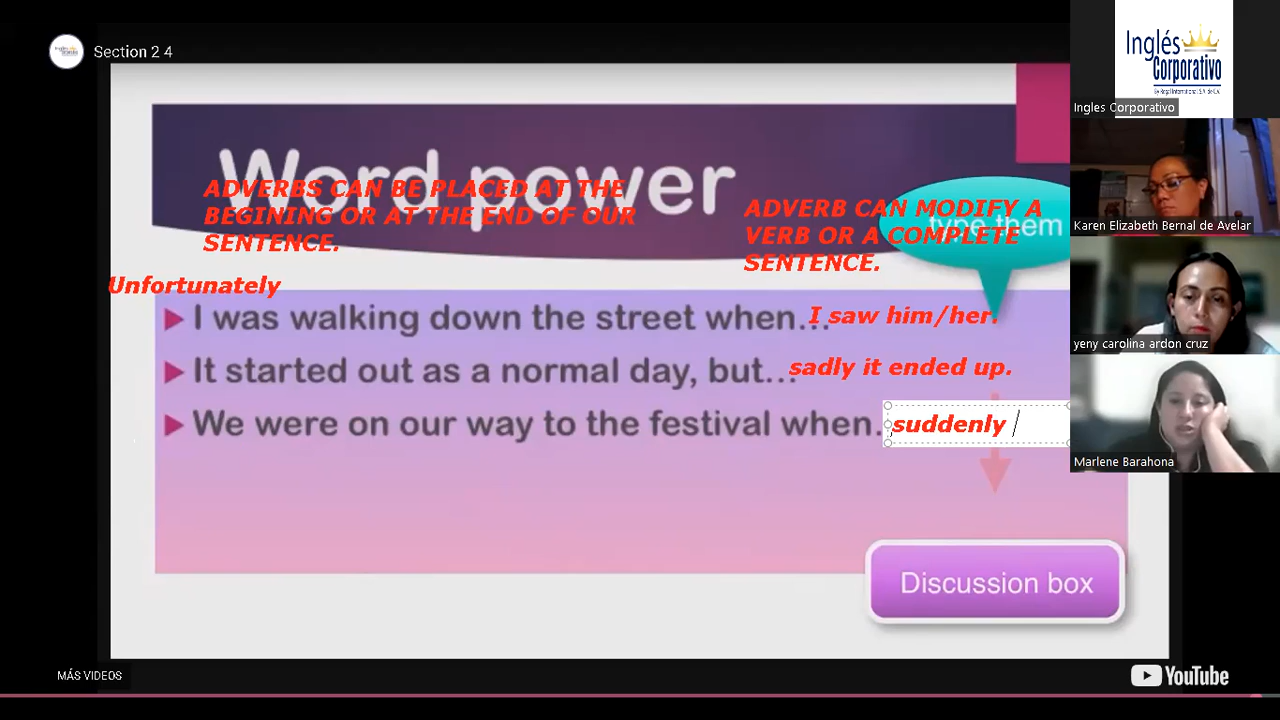 Section 2 4
Word power
ADVERBS CAN BE PLACED AT THE
BEGINING OR AT THE END OF OUR
SENTENCE.
type them
ADVERB CAN MODIFY A
VERB OR A COMPLETE
SENTENCE.
Unfortunately
I was walking down the street when... I saw him/her.
It started out as a normal day, but... sadly it ended up.
We were on our way to the festival when. suddenly
Discussion box
MÁS VIDEOS
YouTube
Inglés
Corporativo
By Regal International S.A. de C.V.
Ingles Corporativo
Karen Elizabeth Bernal de Avelar
yeny carolina ardon cruz
Marlene Barahona